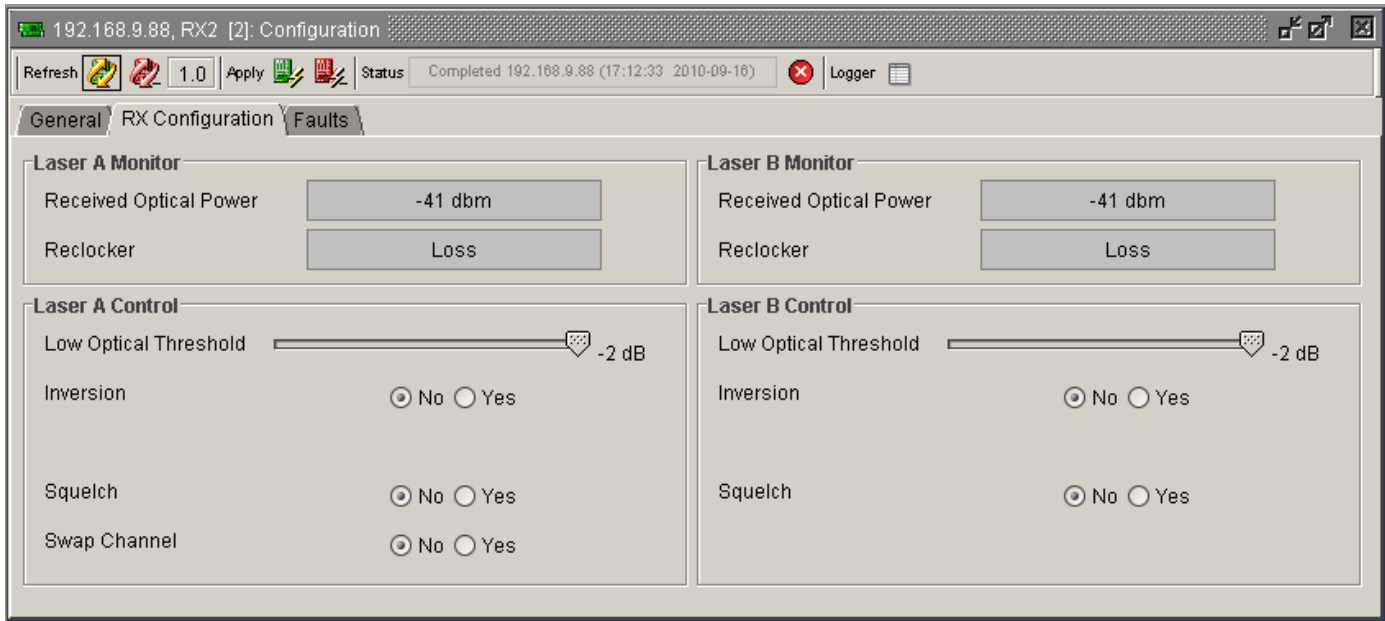 192.168.9.88, RX2 [2]: Configuration
Refresh 1.0 Apply Status Completed 192.168.9.88 (17:12:33 2010-09-16) Logger
General RX Configuration Faults
Laser A Monitor
Received Optical Power -41 dbm
Reclocker Loss
Laser B Monitor
Received Optical Power -41 dbm
Reclocker Loss
Laser A Control
Low Optical Threshold -2 dB
Inversion No Yes
Squelch No Yes
Swap Channel No Yes
Laser B Control
Low Optical Threshold -2 dB
Inversion No Yes
Squelch No Yes